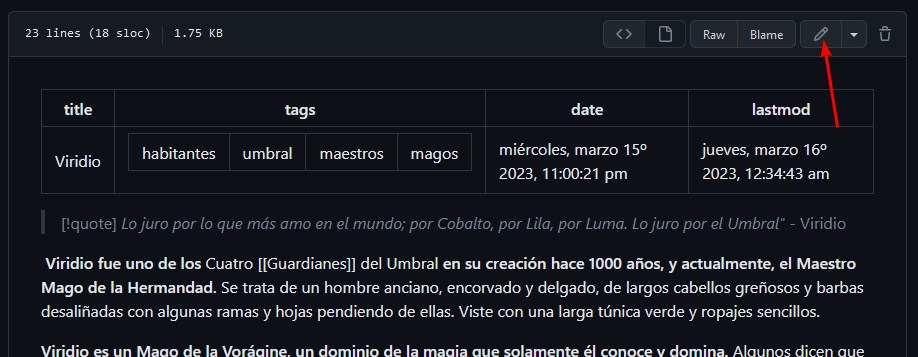 23 lines (18 sloc) 1.75 KB <> Raw Blame
title tags date lastmod
Viridio habitantes umbral maestros magos miércoles, marzo 15º jueves, marzo 16º
2023, 11:00:21 pm 2023, 12:34:43 am
[!quote] Lo juro por lo que más amo en el mundo; por Cobalto, por Lila, por Luma. Lo juro por el Umbral" - Viridio
Viridio fue uno de los Cuatro [[Guardianes]] del Umbral en su creación hace 1000 años, y actualmente, el Maestro
Mago de la Hermandad. Se trata de un hombre anciano, encorvado y delgado, de largos cabellos greñosos y barbas
desaliñadas con algunas ramas y hojas pendiendo de ellas. Viste con una larga túnica verde y ropajes sencillos.
Viridio es un Mago de la Vorágine, un dominio de la magia que solamente él conoce y domina. Algunos dicen que